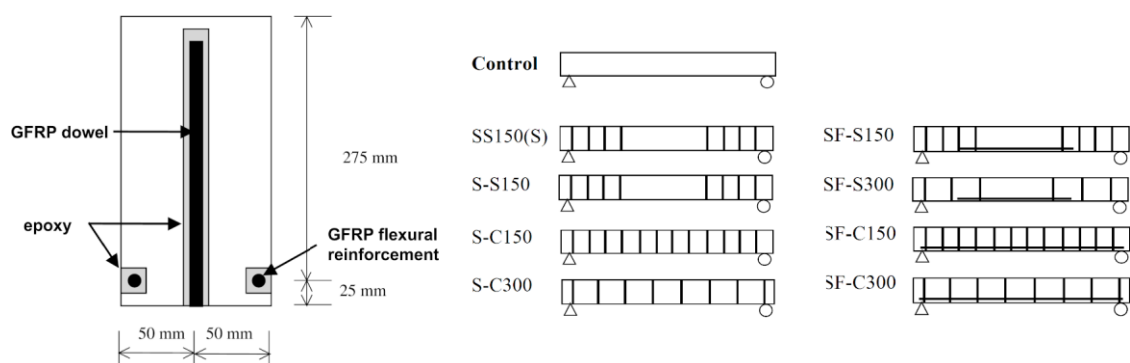 GFRP dowel
275 mm
epoxy
GFRP flexural
reinforcement
25 mm
50 mm
50 mm
Control
SS150(S)
S-S150
S-C150
S-C300
SF-S150
SF-S300
SF-C150
SF-C300